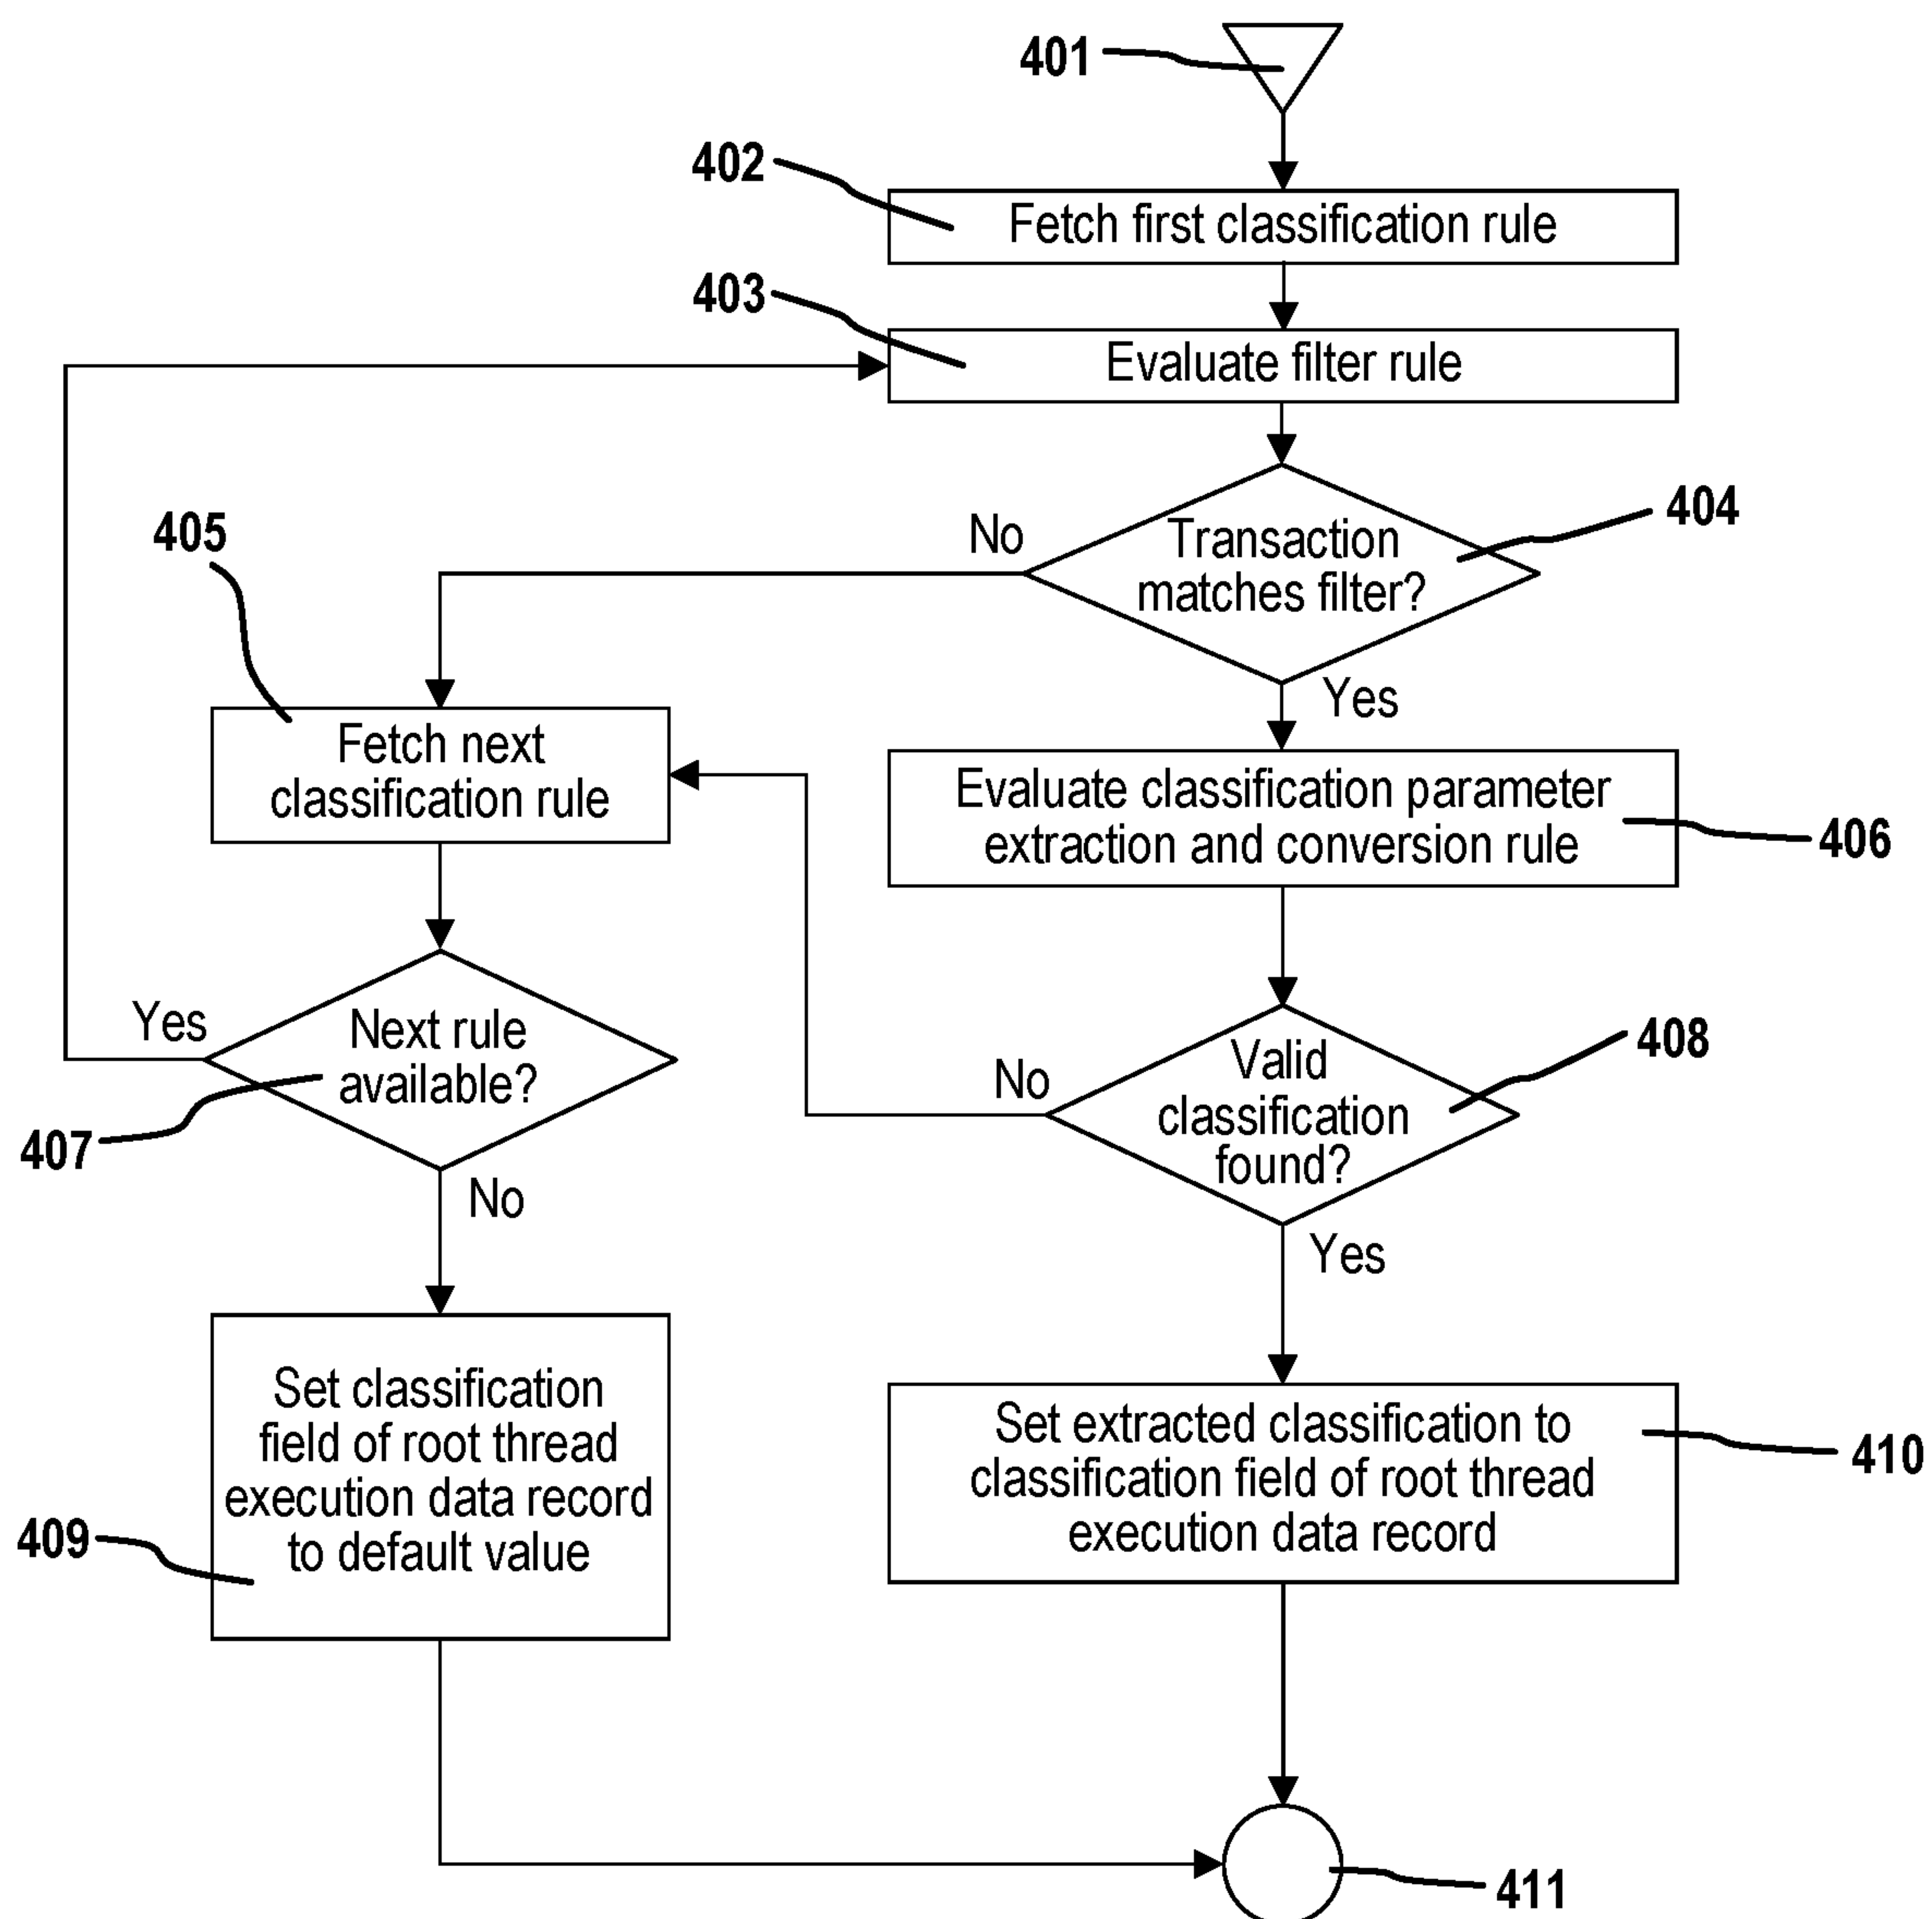 401
402
Fetch first classification rule
403
Evaluate filter rule
404
Transaction
matches filter?
No
Yes
405
Fetch next
classification rule
Evaluate classification parameter
extraction and conversion rule
406
Yes
Next rule
available?
407
No
No
Valid
classification
found?
408
Yes
Set classification
field of root thread
execution data record
to default value
409
Set extracted classification to
classification field of root thread
execution data record
410
411